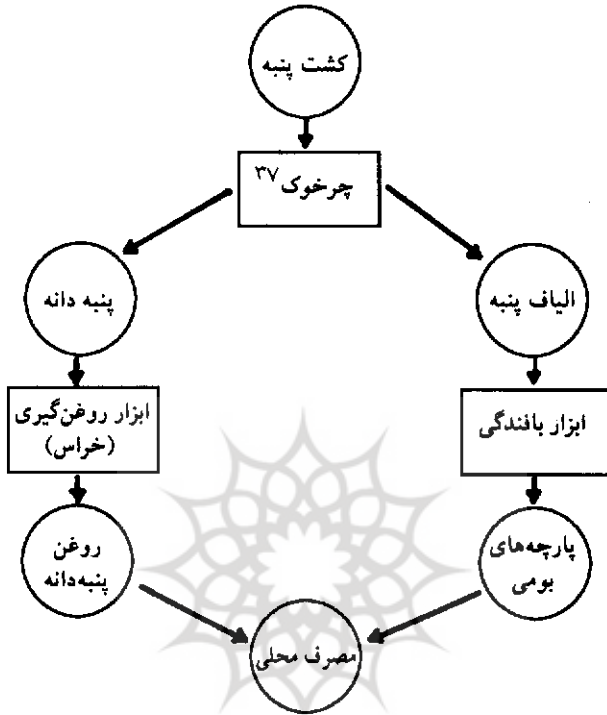 کشت پنبه
چرخوک ۳۷
الیاف پنبه
پنبه دانه
ابزار بافندگی
ابزار روغن‌گیری
(خراس)
پارچه‌های
بومی
روغن
پنبه‌دانه
مصرف محلی